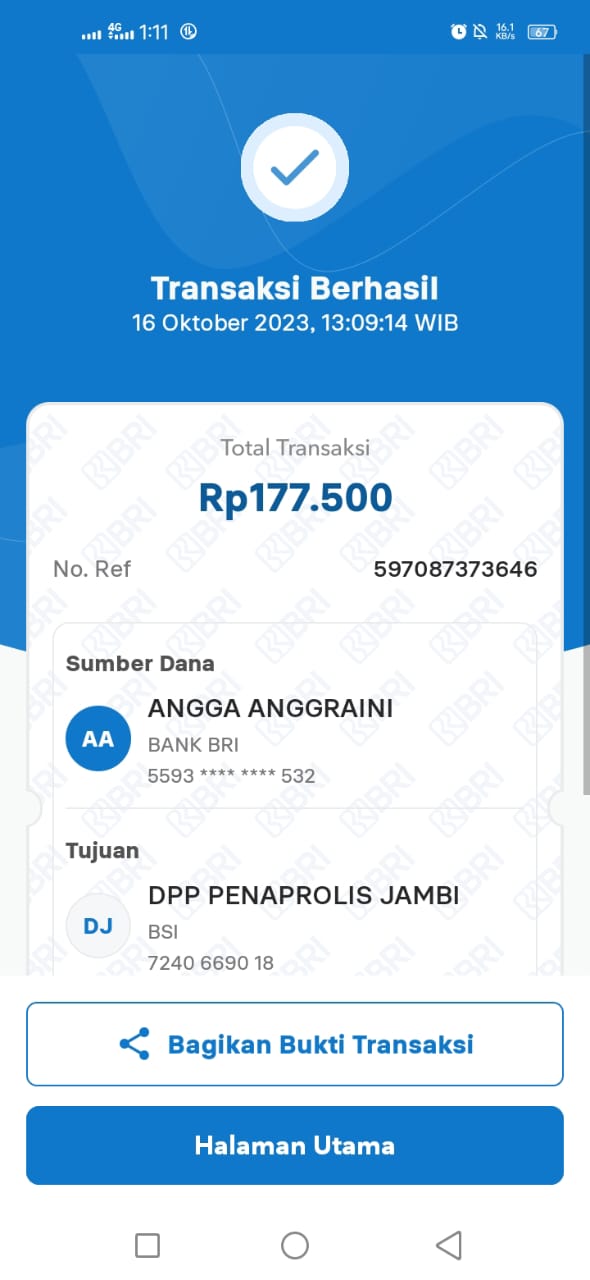 4G 1:11 16.1 KB/s 67
Transaksi Berhasil
16 Oktober 2023, 13:09:14 WIB
Total Transaksi
Rp177.500
No. Ref 597087373646
Sumber Dana
AA
ANGGA ANGGRAINI
BANK BRI
5593 **** **** 532
Tujuan
DJ
DPP PENAPROLIS JAMBI
BSI
7240 6690 18
Bagikan Bukti Transaksi
Halaman Utama